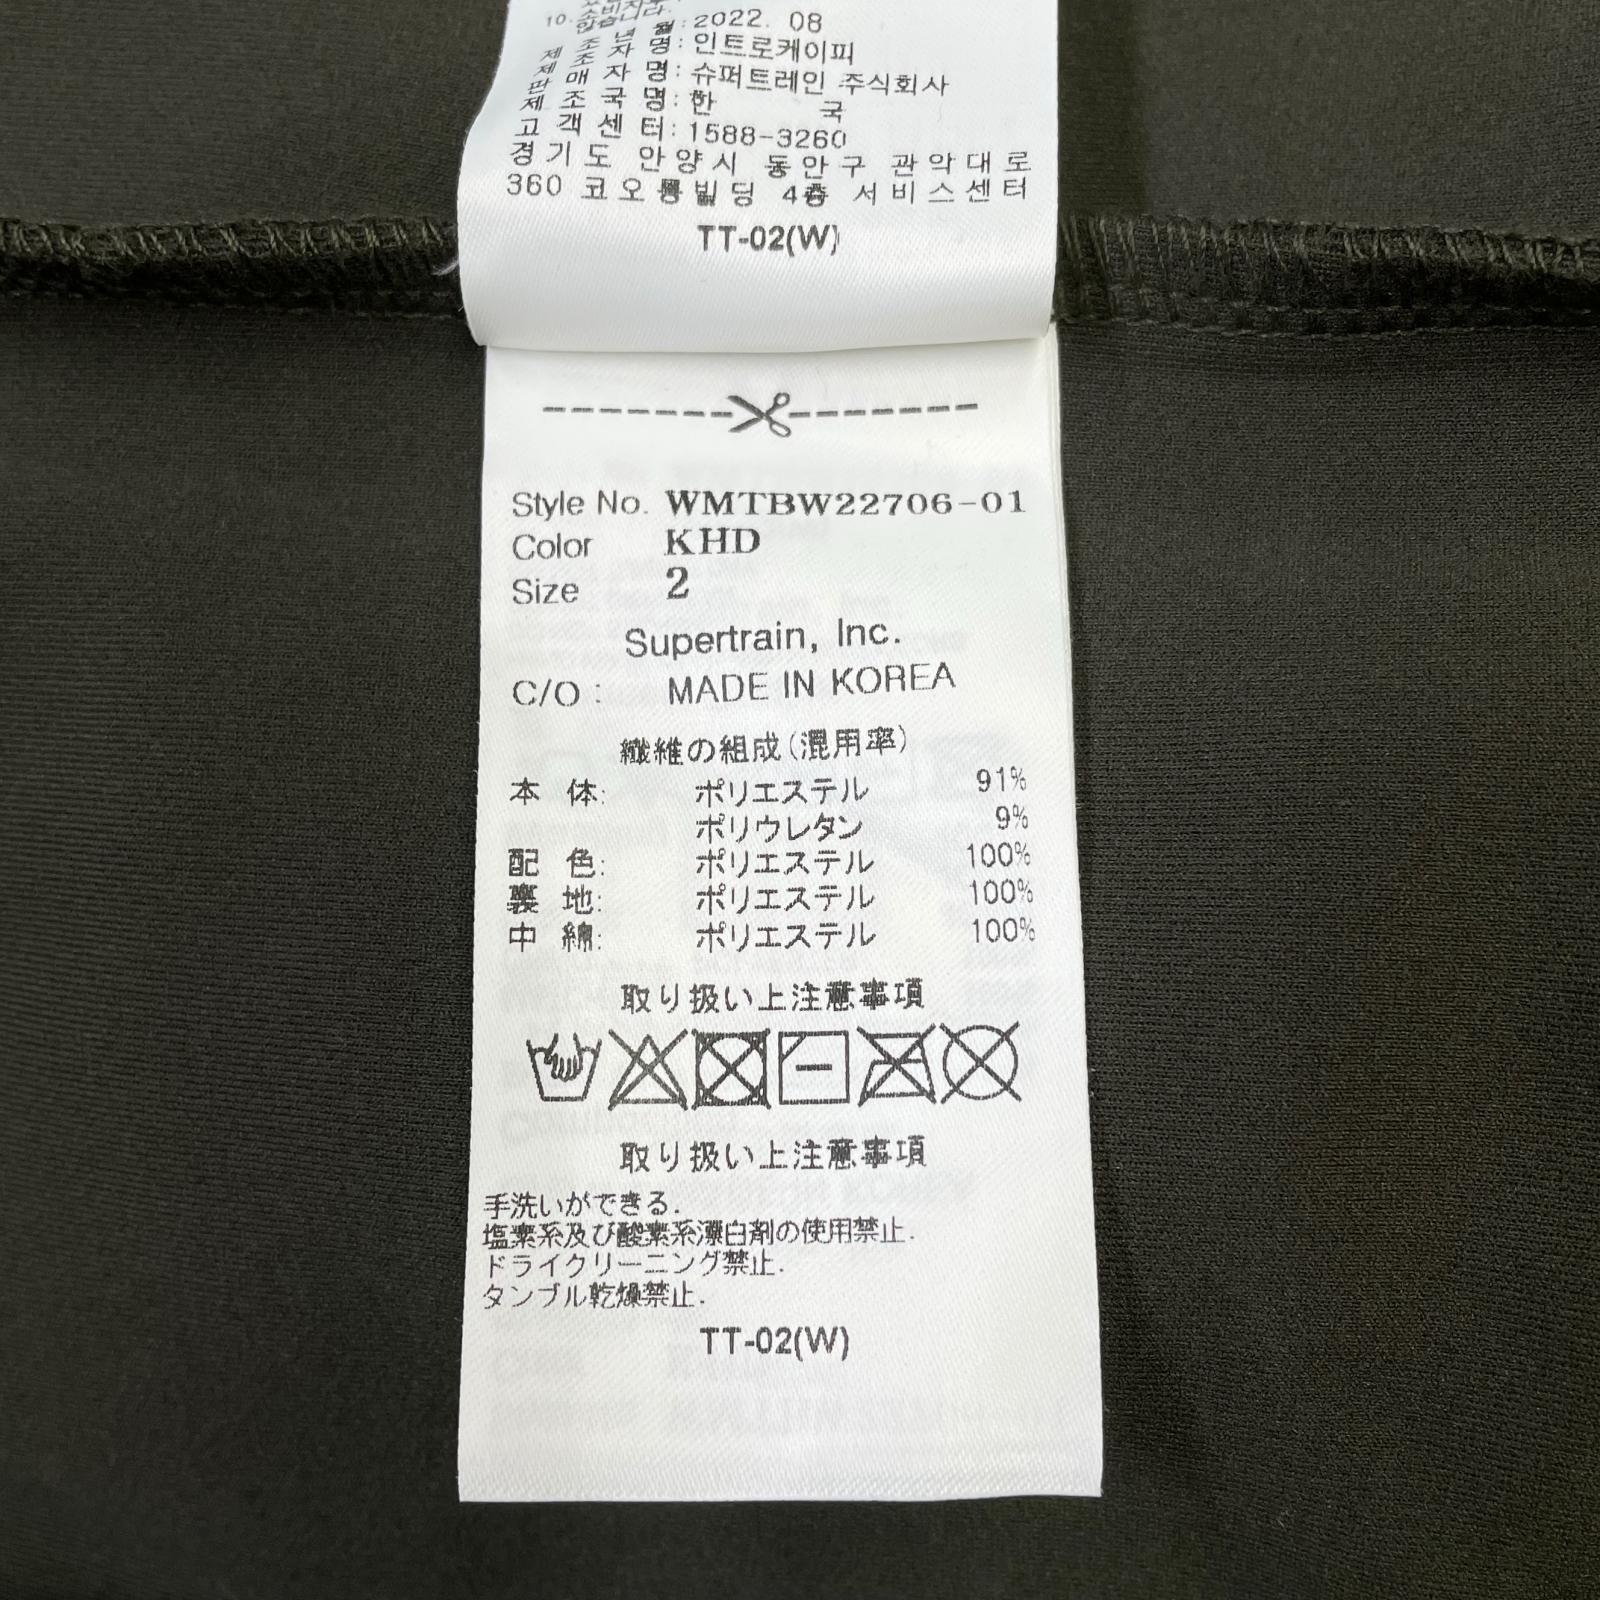 10. 소비자
않습니다.
제 조 년 월: 2022. 08
제 조 자 명: 인트로케이피
판 매 자 명: 슈퍼트레인 주식회사
제 조 국 명: 한 국
고 객 센 터: 1588-3260
경기도 안양시 동안구 관악대로
360 코오롱빌딩 4층 서비스센터
TT-02(W)
Style No. WMTBW22706-01
Color KHD
Size 2
Supertrain, Inc.
C/O : MADE IN KOREA
繊維の組成(混用率)
本 体: ポリエステル 91%
ポリウレタン 9%
配 色: ポリエステル 100%
裏 地: ポリエステル 100%
中 綿: ポリエステル 100%
取り扱い上注意事項
取り扱い上注意事項
手洗いができる.
塩素系及び酸素系漂白剤の使用禁止.
ドライクリーニング禁止.
タンブル乾燥禁止.
TT-02(W)